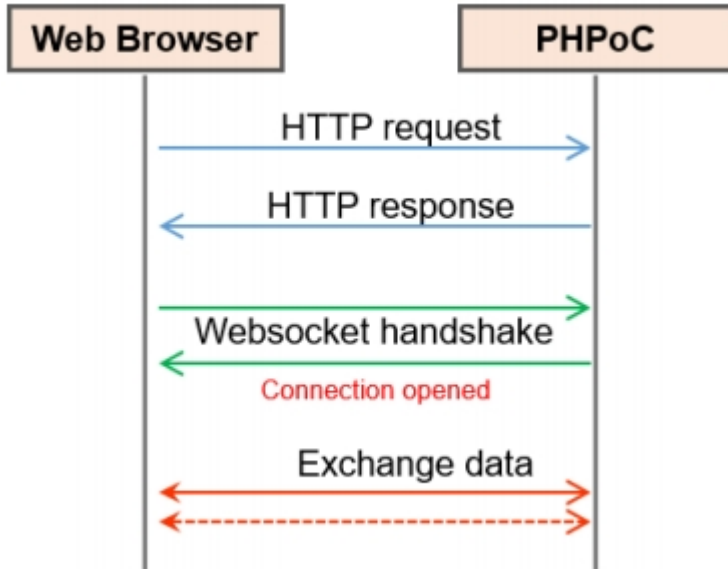 Web Browser
PHPoC
HTTP request
HTTP response
Websocket handshake
Connection opened
Exchange data